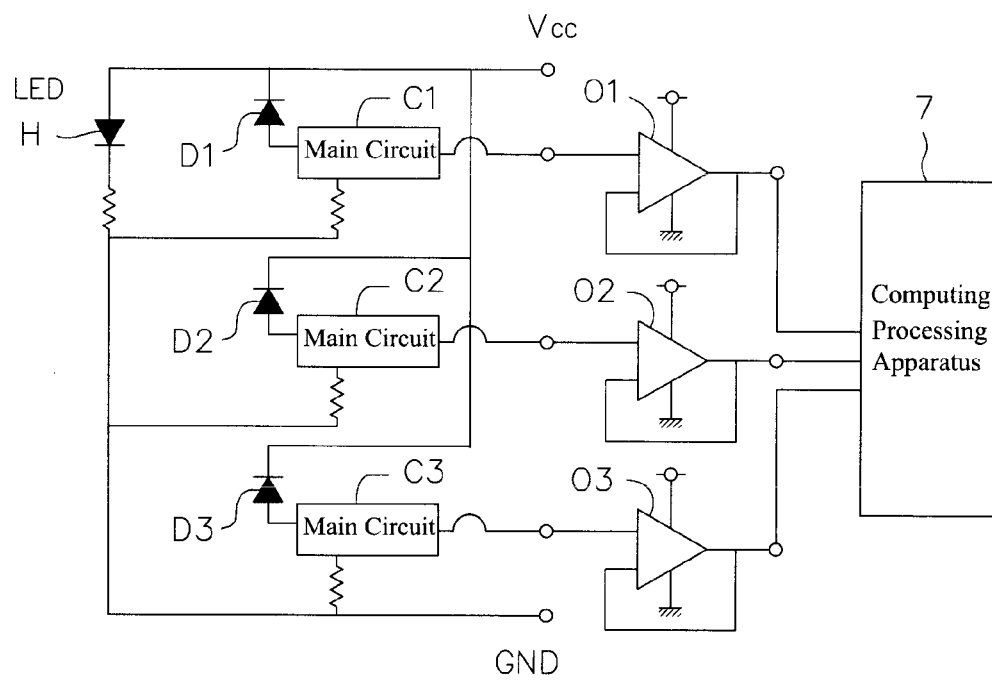 Vcc
LED
H
D1
C1
Main Circuit
O1
7
D2
C2
Main Circuit
O2
Computing
Processing
Apparatus
D3
C3
Main Circuit
O3
GND